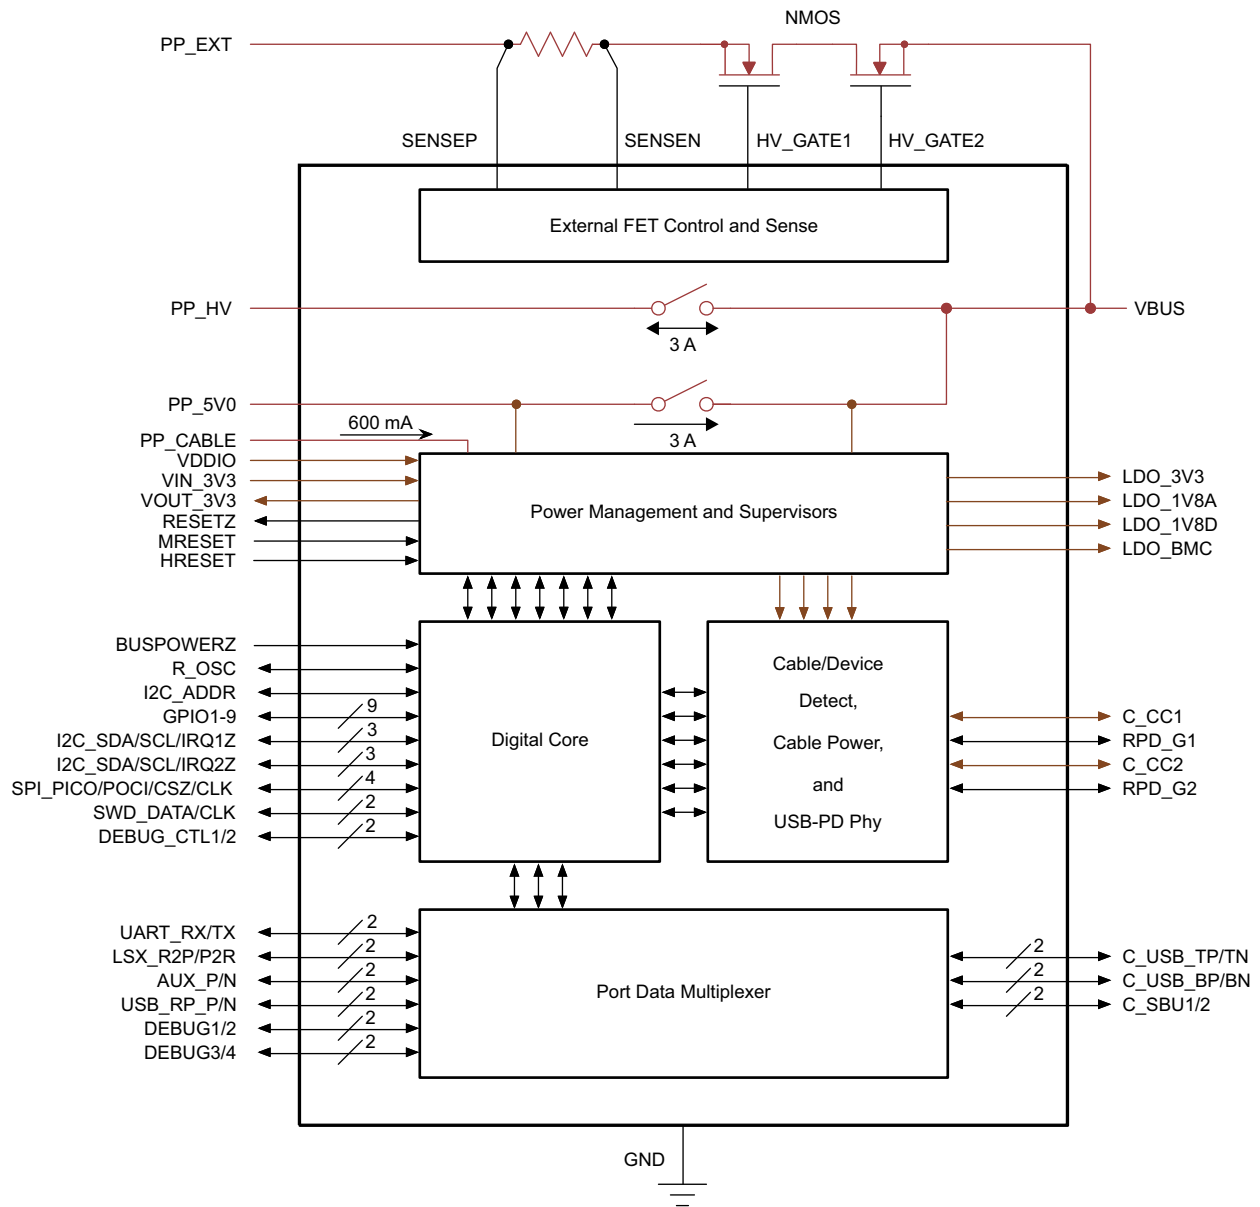 NMOS
PP_EXT
SENSEP
SENSEN
HV_GATE1
HV_GATE2
External FET Control and Sense
PP_HV
3 A
VBUS
PP_5V0
3 A
600 mA
PP_CABLE
VDDIO
VIN_3V3
VOUT_3V3
RESETZ
MRESET
HRESET
Power Management and Supervisors
LDO_3V3
LDO_1V8A
LDO_1V8D
LDO_BMC
BUSPOWERZ
R_OSC
I2C_ADDR
GPIO1-9
9
I2C_SDA/SCL/IRQ1Z
3
I2C_SDA/SCL/IRQ2Z
3
SPI_PICO/POCI/CSZ/CLK
4
SWD_DATA/CLK
2
DEBUG_CTL1/2
2
Digital Core
Cable/Device
Detect,
Cable Power,
and
USB-PD Phy
C_CC1
RPD_G1
C_CC2
RPD_G2
UART_RX/TX
2
LSX_R2P/P2R
2
AUX_P/N
2
USB_RP_P/N
2
DEBUG1/2
2
DEBUG3/4
2
Port Data Multiplexer
2
C_USB_TP/TN
2
C_USB_BP/BN
2
C_SBU1/2
GND